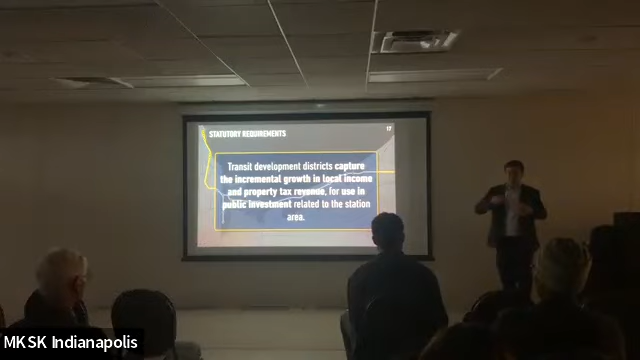 STATUTORY REQUIREMENTS
17
Transit development districts capture
the incremental growth in local income
and property tax revenue, for use in
public investment related to the station
area.
MKSK Indianapolis